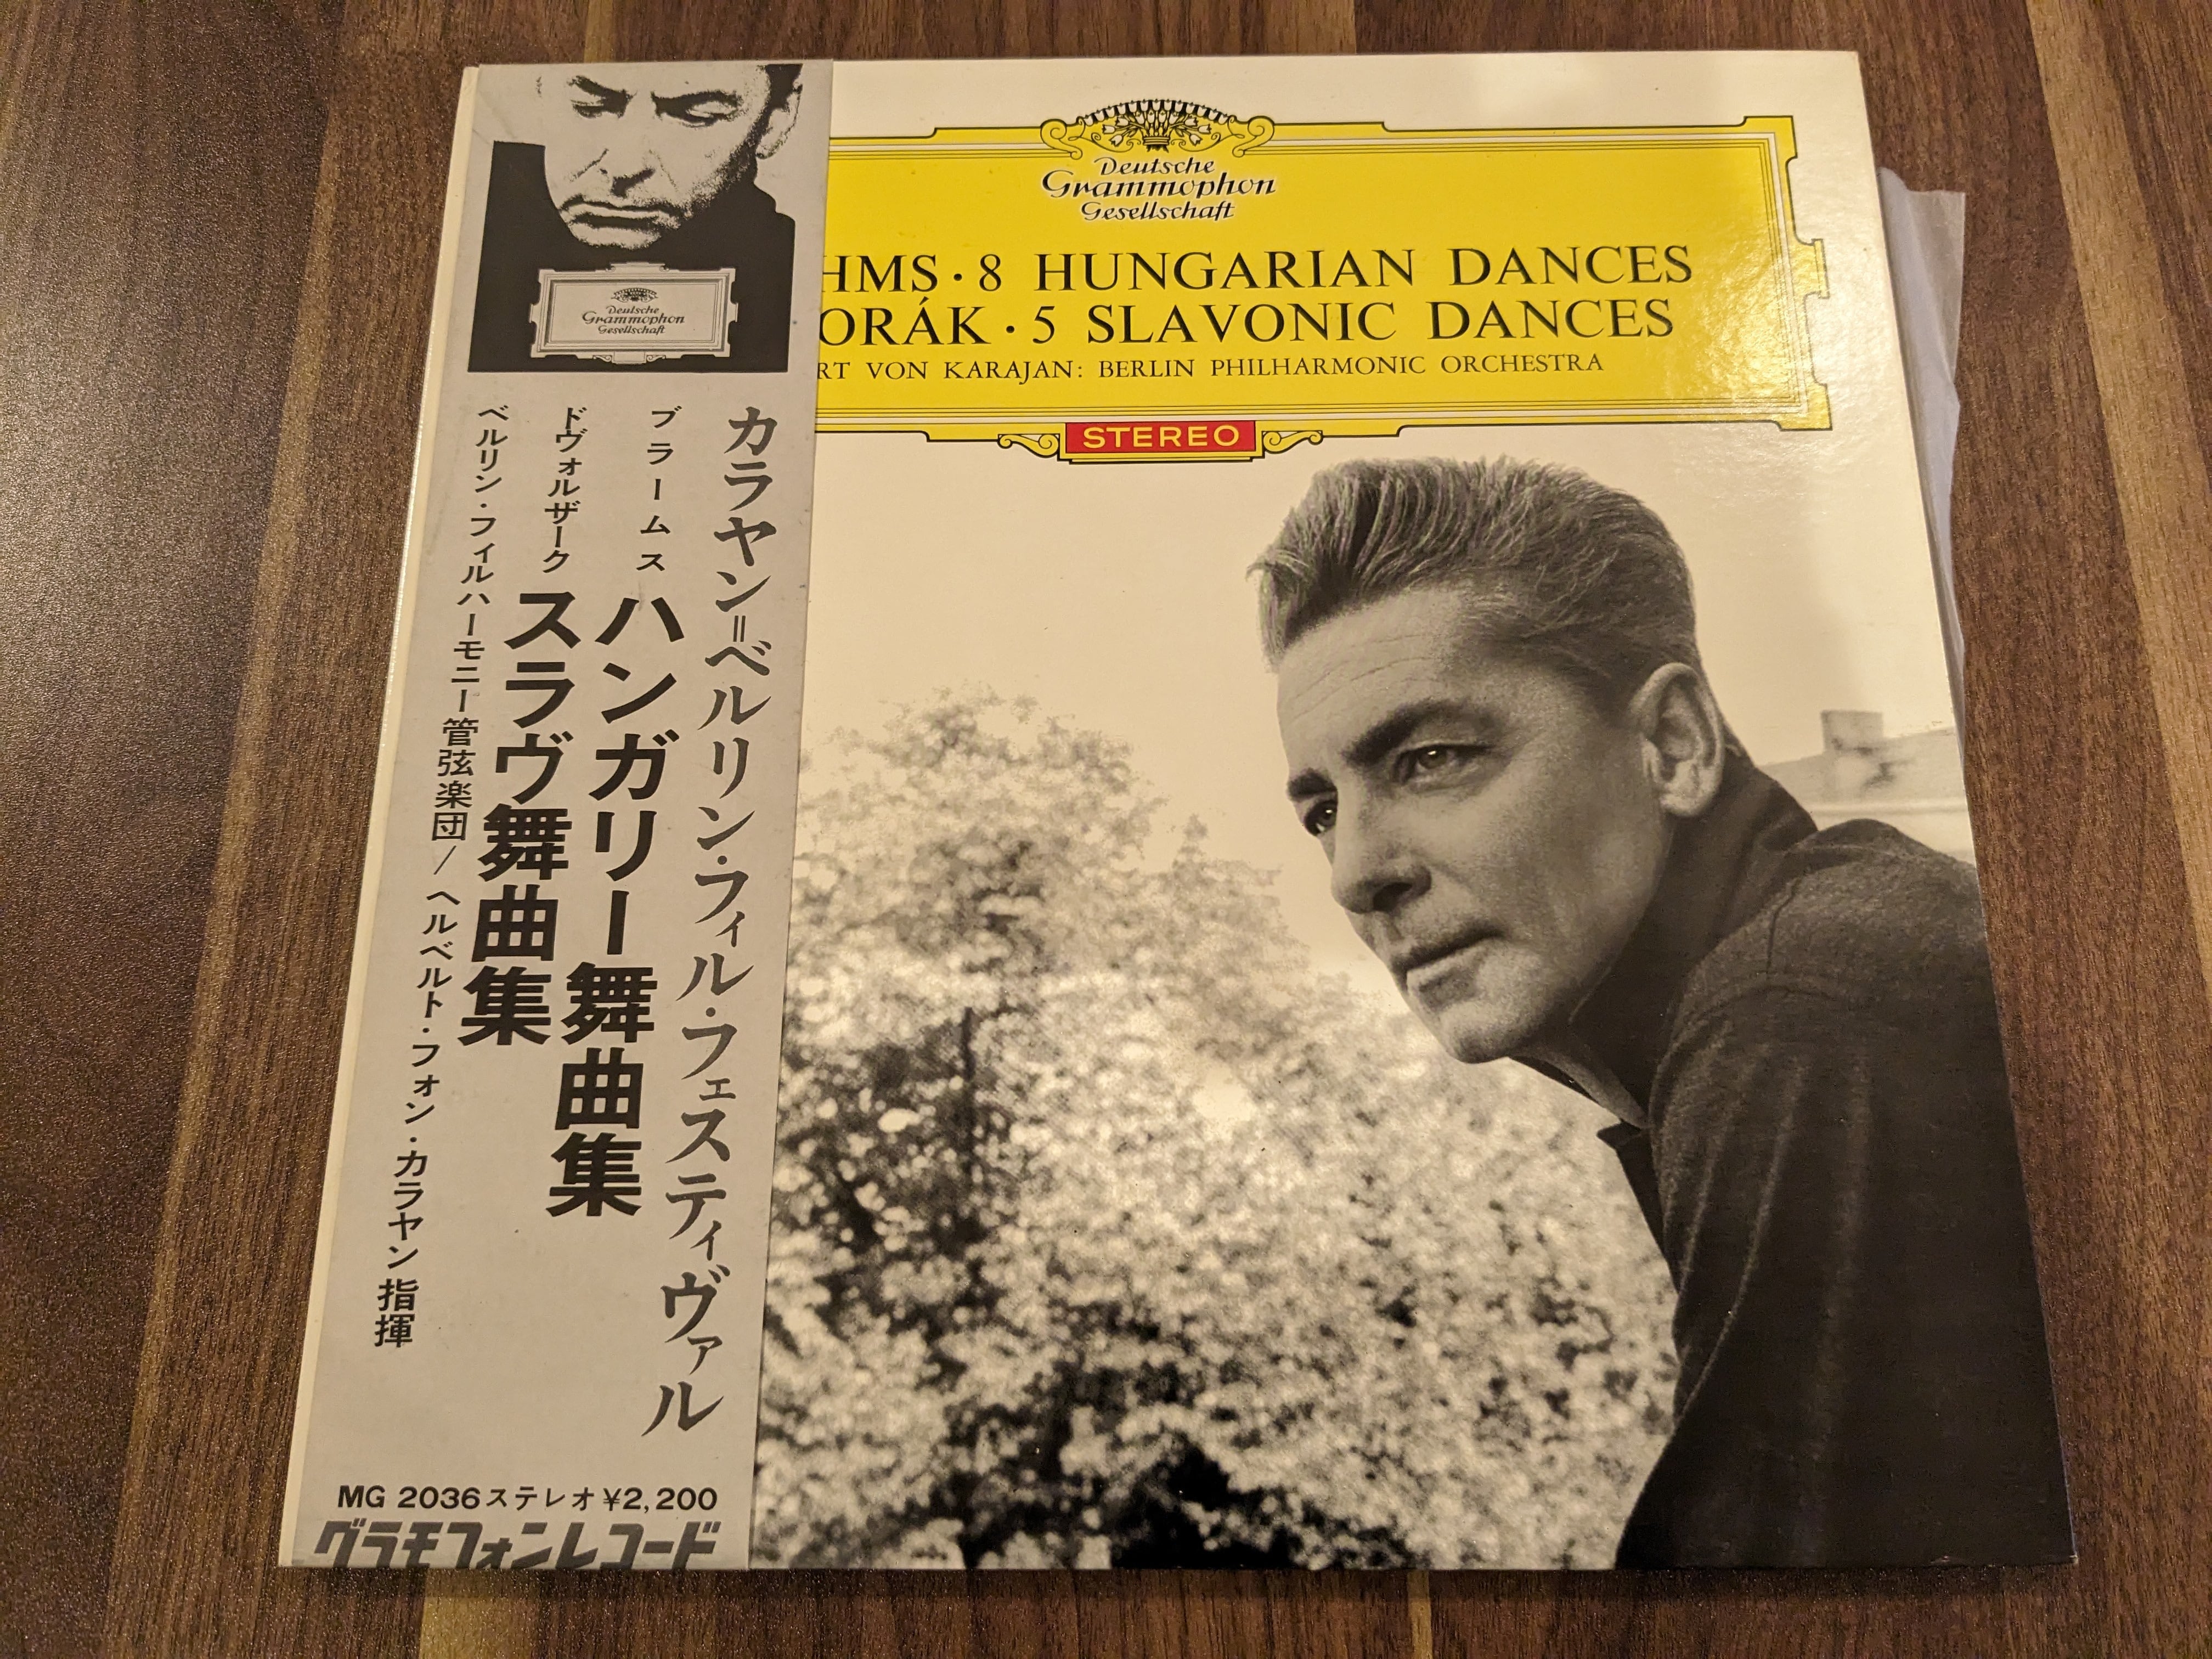 Deutsche
Grammophon
Gesellschaft
カラヤン=ベルリン・フィル・フェスティヴァル
ブラームス ハンガリー舞曲集
ドヴォルザーク スラヴ舞曲集
ベルリン・フィルハーモニー管弦楽団/ヘルベルト・フォン・カラヤン指揮
MG 2036ステレオ¥2,200
グラモフォンレコード
Deutsche
Grammophon
Gesellschaft
HMS・8 HUNGARIAN DANCES
ORÁK・5 SLAVONIC DANCES
RT VON KARAJAN: BERLIN PHILHARMONIC ORCHESTRA
STEREO